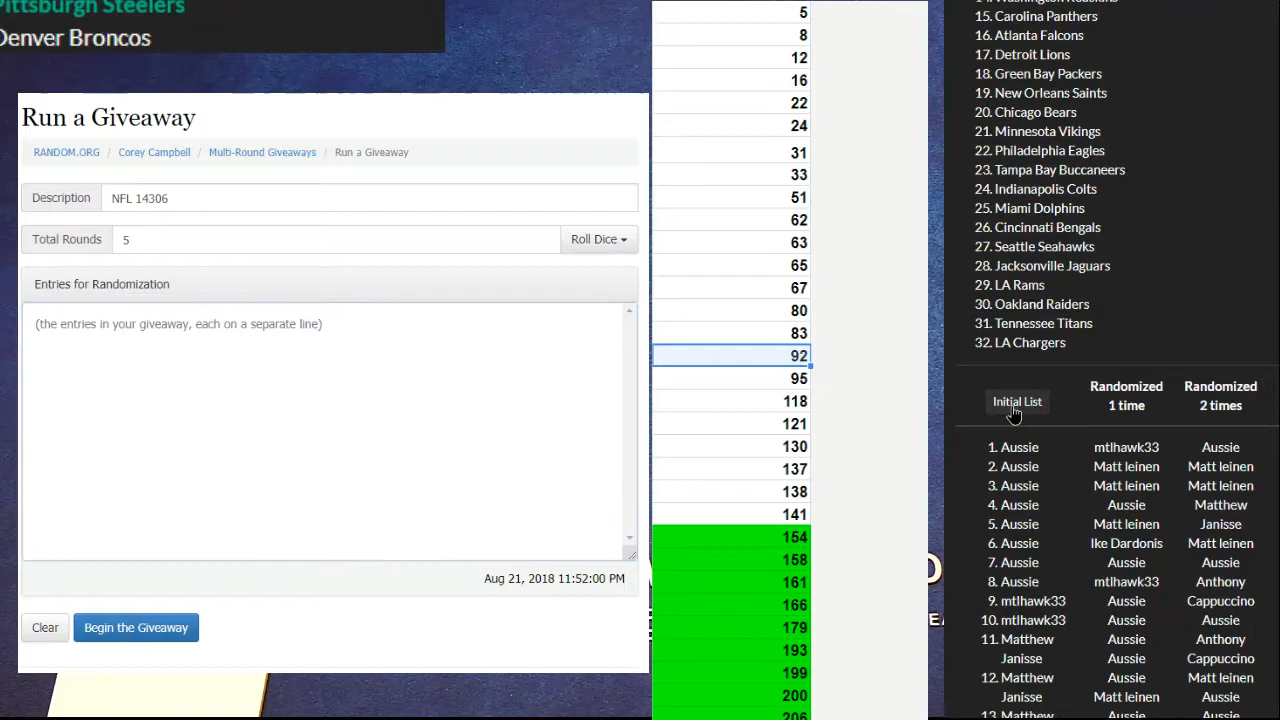 Pittsburgh Steelers
Denver Broncos
Run a Giveaway
RANDOM.ORG / Corey Campbell / Multi-Round Giveaways / Run a Giveaway
Description NFL 14306
Total Rounds 5 Roll Dice
Entries for Randomization
(the entries in your giveaway, each on a separate line)
Aug 21, 2018 11:52:00 PM
Clear Begin the Giveaway
5
8
12
16
22
24
31
33
51
62
63
65
67
80
83
92
95
118
121
130
137
138
141
154
158
161
166
179
193
199
200
206
14. Washington Redskins
15. Carolina Panthers
16. Atlanta Falcons
17. Detroit Lions
18. Green Bay Packers
19. New Orleans Saints
20. Chicago Bears
21. Minnesota Vikings
22. Philadelphia Eagles
23. Tampa Bay Buccaneers
24. Indianapolis Colts
25. Miami Dolphins
26. Cincinnati Bengals
27. Seattle Seahawks
28. Jacksonville Jaguars
29. LA Rams
30. Oakland Raiders
31. Tennessee Titans
32. LA Chargers
Initial List Randomized 1 time Randomized 2 times
1. Aussie mtlhawk33 Aussie
2. Aussie Matt leinen Matt leinen
3. Aussie Matt leinen Matt leinen
4. Aussie Aussie Matthew
5. Aussie Matt leinen Janisse
6. Aussie Ike Dardonis Matt leinen
7. Aussie Aussie Aussie
8. Aussie mtlhawk33 Anthony
9. mtlhawk33 Aussie Cappuccino
10. mtlhawk33 Aussie Aussie
11. Matthew Aussie Anthony
Janisse Aussie Cappuccino
12. Matthew Aussie Matt leinen
Janisse Matt leinen Aussie
13. Matthew Aussie Aussie